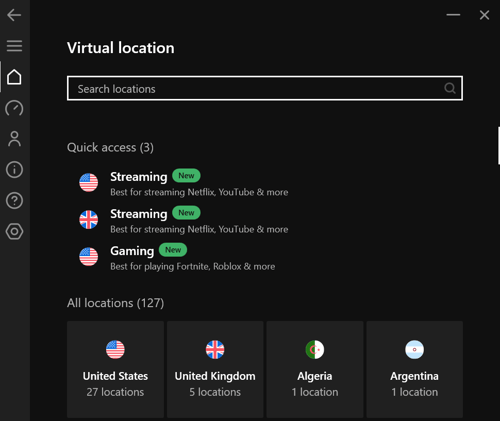 Virtual location
Search locations
Quick access (3)
Streaming New
Best for streaming Netflix, YouTube & more
Streaming New
Best for streaming Netflix, YouTube & more
Gaming New
Best for playing Fortnite, Roblox & more
All locations (127)
United States United Kingdom Algeria Argentina
27 locations 5 locations 1 location 1 location